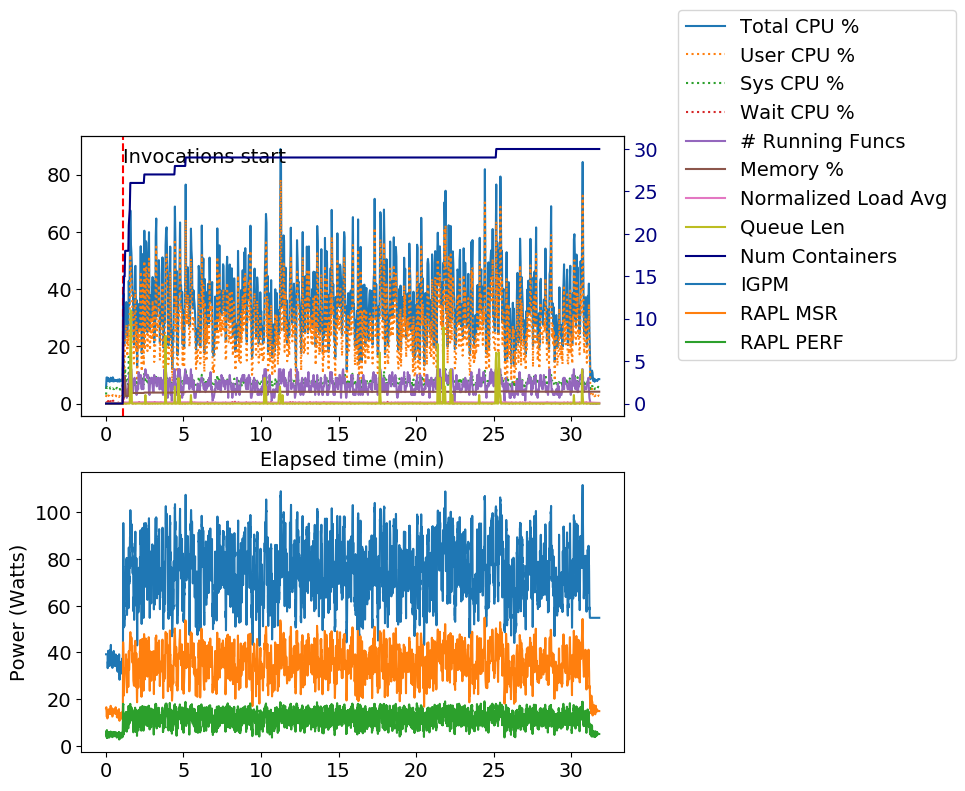 Total CPU %
User CPU %
Sys CPU %
Wait CPU %
# Running Funcs
Memory %
Normalized Load Avg
Queue Len
Num Containers
IGPM
RAPL MSR
RAPL PERF
Invocations start
80
60
40
20
0
30
25
20
15
10
5
0
0 5 10 15 20 25 30
Elapsed time (min)
Power (Watts)
100
80
60
40
20
0
0 5 10 15 20 25 30